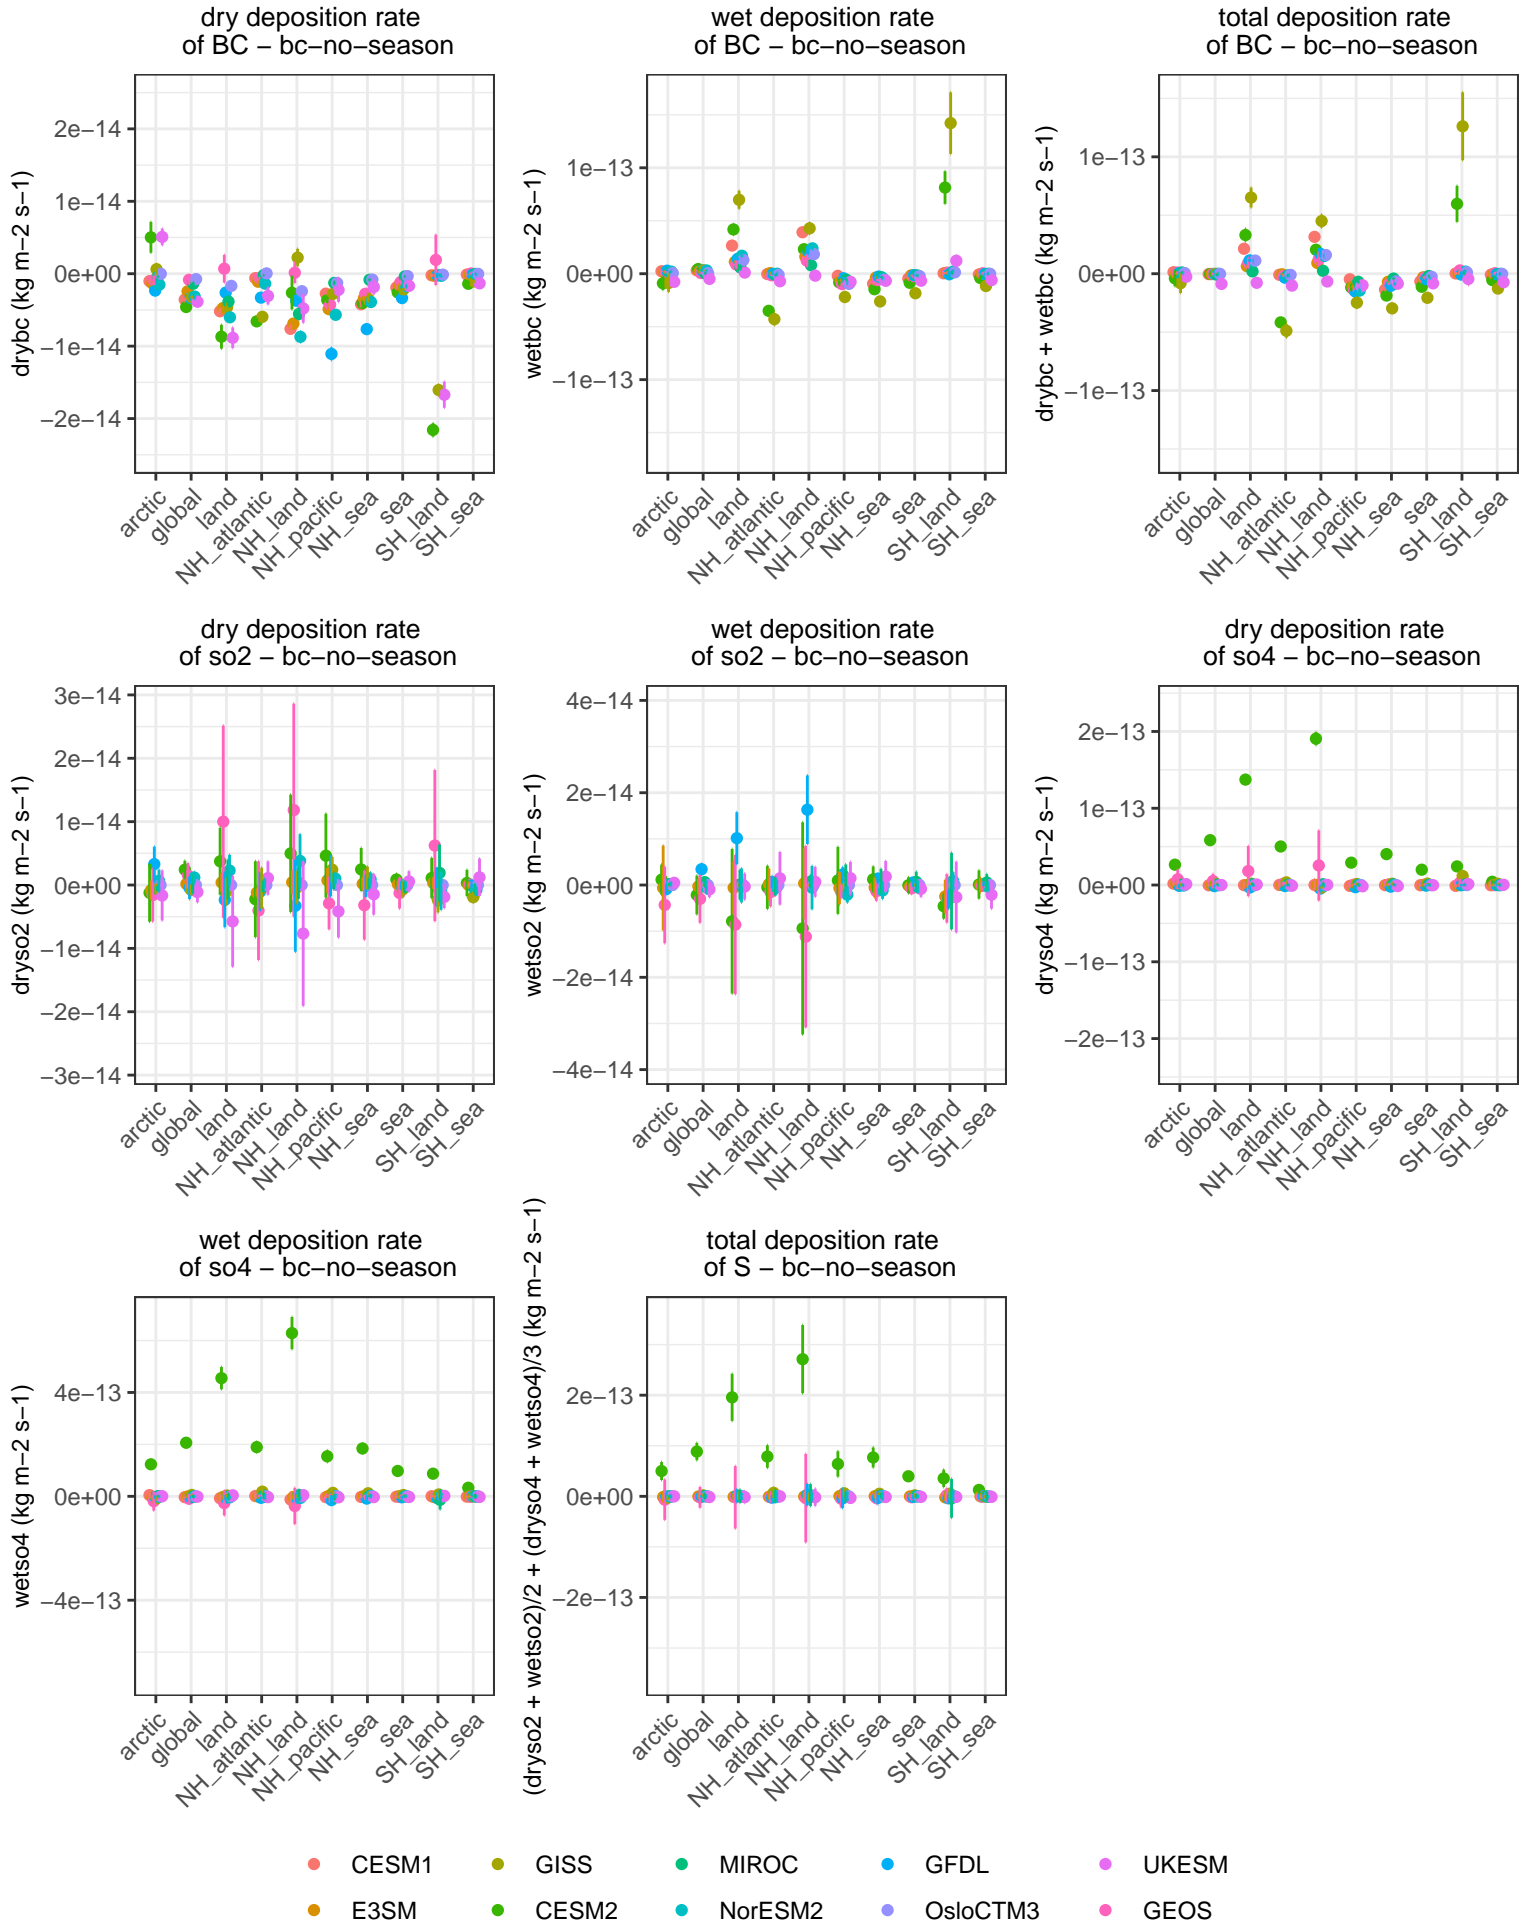 dry deposition rate
of BC − bc−no−season
drybc (kg m−2 s−1)
2e−14
1e−14
0e+00
−1e−14
−2e−14
arctic
global
land
NH_atlantic
NH_land
NH_pacific
NH_sea
sea
SH_land
SH_sea
wet deposition rate
of BC − bc−no−season
wetbc (kg m−2 s−1)
1e−13
0e+00
−1e−13
arctic
global
land
NH_atlantic
NH_land
NH_pacific
NH_sea
sea
SH_land
SH_sea
total deposition rate
of BC − bc−no−season
drybc + wetbc (kg m−2 s−1)
1e−13
0e+00
−1e−13
arctic
global
land
NH_atlantic
NH_land
NH_pacific
NH_sea
sea
SH_land
SH_sea
dry deposition rate
of so2 − bc−no−season
dryso2 (kg m−2 s−1)
3e−14
2e−14
1e−14
0e+00
−1e−14
−2e−14
−3e−14
arctic
global
land
NH_atlantic
NH_land
NH_pacific
NH_sea
sea
SH_land
SH_sea
wet deposition rate
of so2 − bc−no−season
wetso2 (kg m−2 s−1)
4e−14
2e−14
0e+00
−2e−14
−4e−14
arctic
global
land
NH_atlantic
NH_land
NH_pacific
NH_sea
sea
SH_land
SH_sea
dry deposition rate
of so4 − bc−no−season
dryso4 (kg m−2 s−1)
2e−13
1e−13
0e+00
−1e−13
−2e−13
arctic
global
land
NH_atlantic
NH_land
NH_pacific
NH_sea
sea
SH_land
SH_sea
wet deposition rate
of so4 − bc−no−season
wetso4 (kg m−2 s−1)
4e−13
0e+00
−4e−13
arctic
global
land
NH_atlantic
NH_land
NH_pacific
NH_sea
sea
SH_land
SH_sea
total deposition rate
of S − bc−no−season
(dryso2 + wetso2)/2 + (dryso4 + wetso4)/3 (kg m−2 s−1)
2e−13
0e+00
−2e−13
arctic
global
land
NH_atlantic
NH_land
NH_pacific
NH_sea
sea
SH_land
SH_sea
CESM1 GISS MIROC GFDL UKESM
E3SM CESM2 NorESM2 OsloCTM3 GEOS